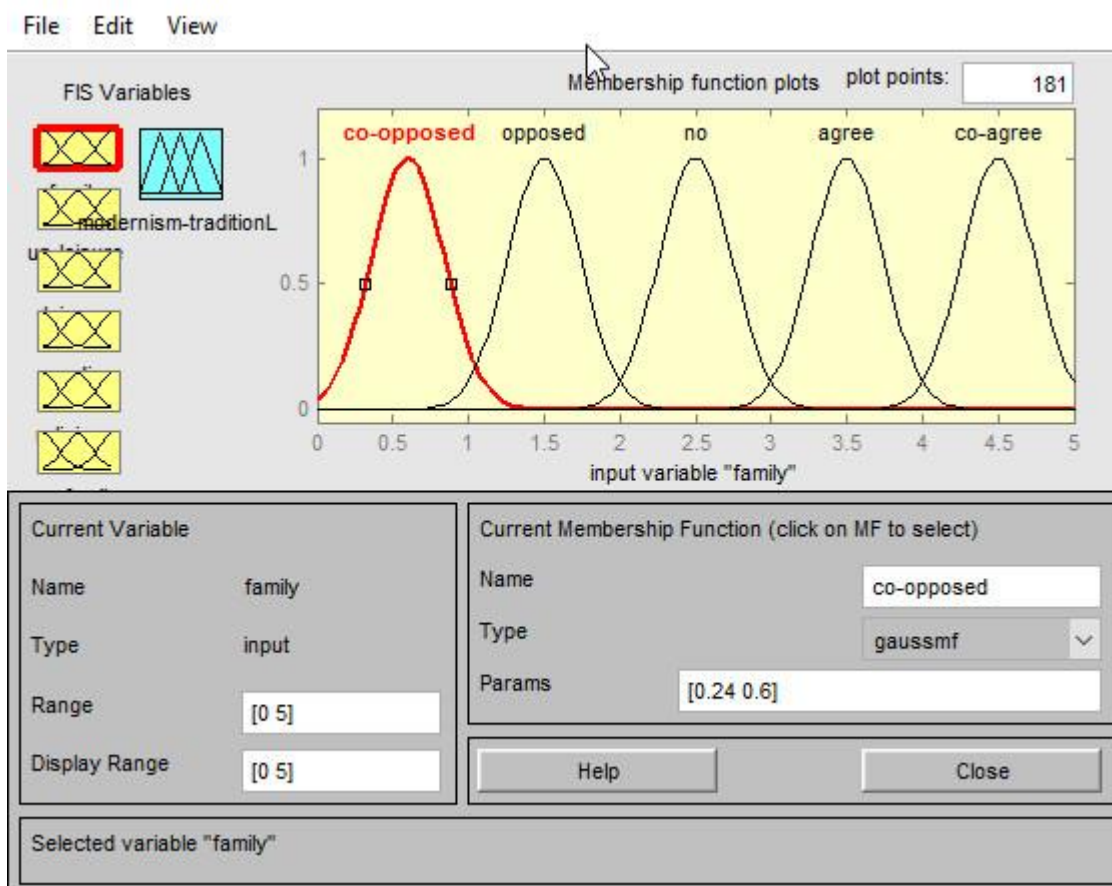 File Edit View
FIS Variables
Membership function plots
plot points: 181
modernism-traditionL
co-opposed opposed no agree co-agree
1
0.5
0
0 0.5 1 1.5 2 2.5 3 3.5 4 4.5 5
input variable "family"
Current Variable
Name family
Type input
Range [0 5]
Display Range [0 5]
Current Membership Function (click on MF to select)
Name co-opposed
Type gaussmf
Params [0.24 0.6]
Help Close
Selected variable "family"